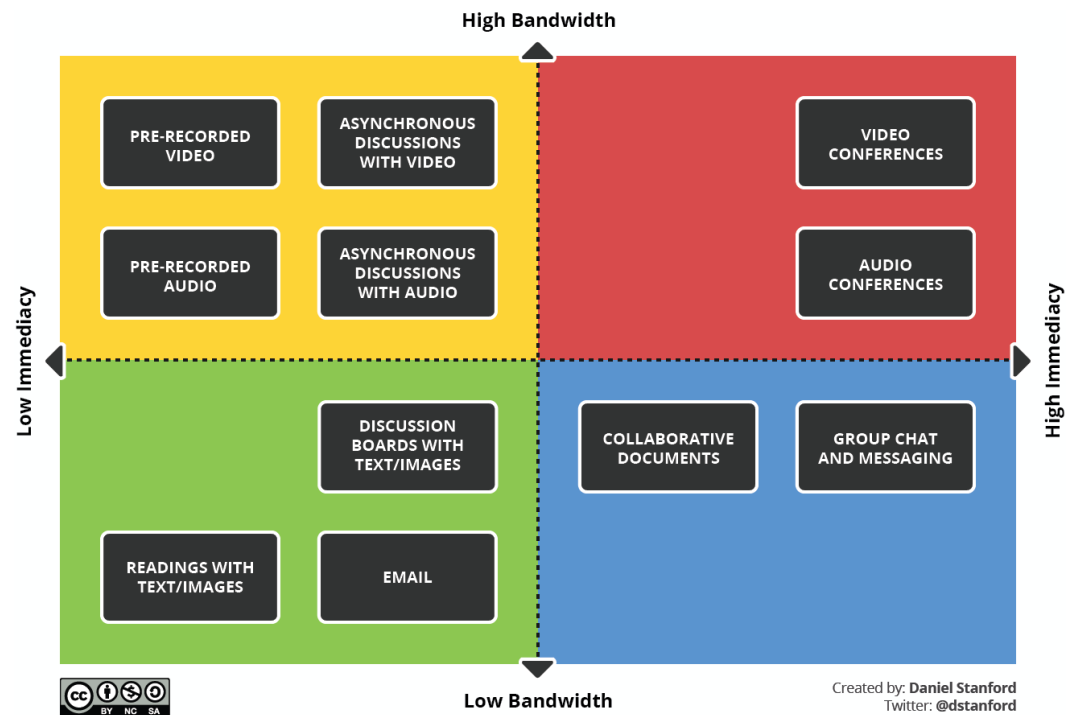 High Bandwidth
PRE-RECORDED
VIDEO
ASYNCHRONOUS
DISCUSSIONS
WITH VIDEO
VIDEO
CONFERENCES
PRE-RECORDED
AUDIO
ASYNCHRONOUS
DISCUSSIONS
WITH AUDIO
AUDIO
CONFERENCES
Low Immediacy
High Immediacy
DISCUSSION
BOARDS WITH
TEXT/IMAGES
COLLABORATIVE
DOCUMENTS
GROUP CHAT
AND MESSAGING
READINGS WITH
TEXT/IMAGES
EMAIL
Low Bandwidth
cc
BY NC SA
Created by: Daniel Stanford
Twitter: @dstanford